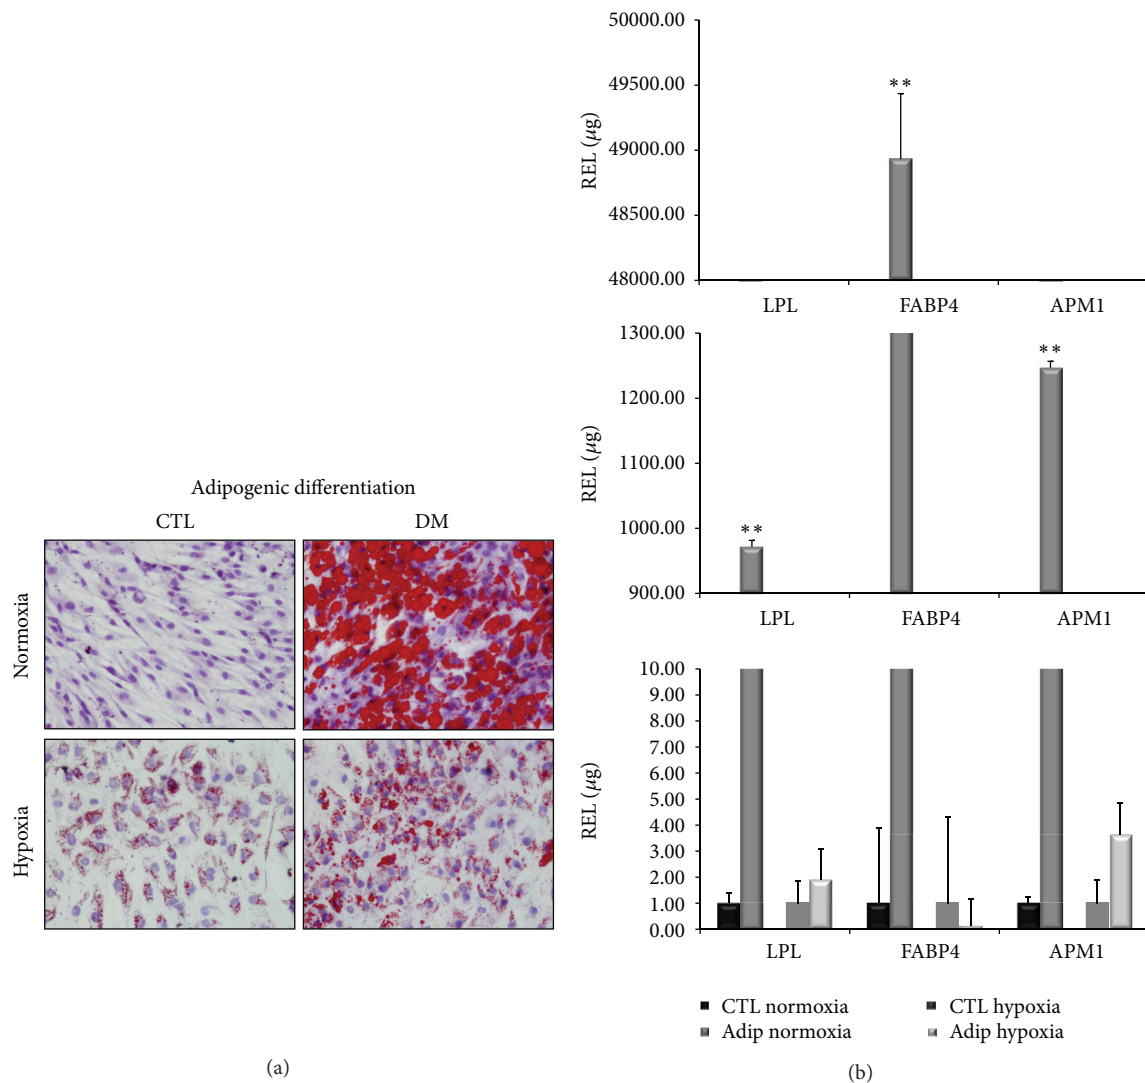 Adipogenic differentiation
CTL
DM
Normoxia
Hypoxia
(a)
50000.00
49500.00
49000.00
48500.00
48000.00
REL (μg)
**
LPL
FABP4
APM1
1300.00
1200.00
1100.00
1000.00
900.00
REL (μg)
**
**
LPL
FABP4
APM1
10.00
9.00
8.00
7.00
6.00
5.00
4.00
3.00
2.00
1.00
0.00
REL (μg)
LPL
FABP4
APM1
CTL normoxia
Adip normoxia
CTL hypoxia
Adip hypoxia
(b)